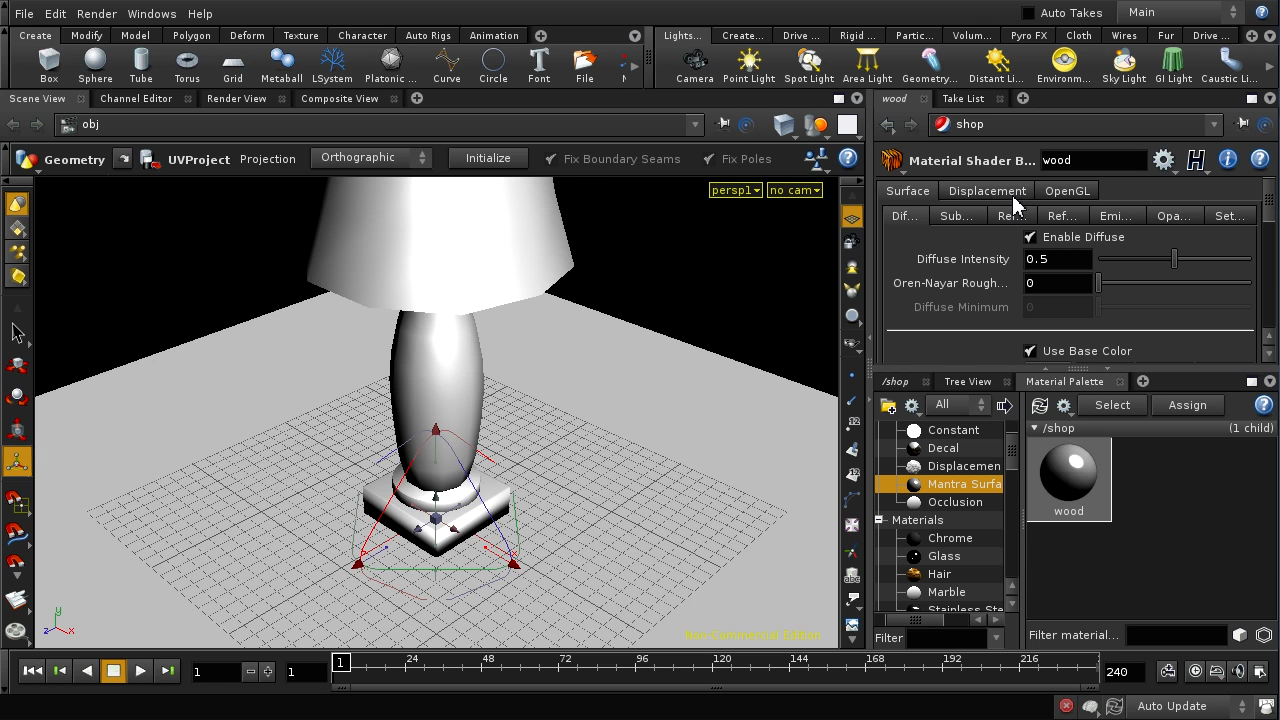 File Edit Render Windows Help
Auto Takes Main
Create Modify Model Polygon Deform Texture Character Auto Rigs Animation
Lights... Create... Drive ... Rigid ... Partic... Volum... Pyro FX Cloth Wires Fur Drive ...
Box Sphere Tube Torus Grid Metaball LSystem Platonic ... Curve Circle Font File
Camera Point Light Spot Light Area Light Geometry... Distant Li... Environm... Sky Light GI Light Caustic Li...
Scene View Channel Editor Render View Composite View
wood Take List
obj
shop
Geometry UVProject Projection Orthographic Initialize Fix Boundary Seams Fix Poles
Material Shader B... wood
persp1 no cam
Surface Displacement OpenGL
Dif... Sub... Ref... Emi... Opa... Set...
Enable Diffuse
Diffuse Intensity 0.5
Oren-Nayar Rough... 0
Diffuse Minimum 0
Use Base Color
/shop Tree View Material Palette
All Select Assign
/shop (1 child)
Constant
Decal
Displacemen
Mantra Surfa
Occlusion
Materials
Chrome
Glass
Hair
Marble
Stainless Ste
wood
Filter
Filter material...
y
z x
Non-Commercial Edition
1 1 1 24 48 72 96 120 144 168 192 216 240
Auto Update